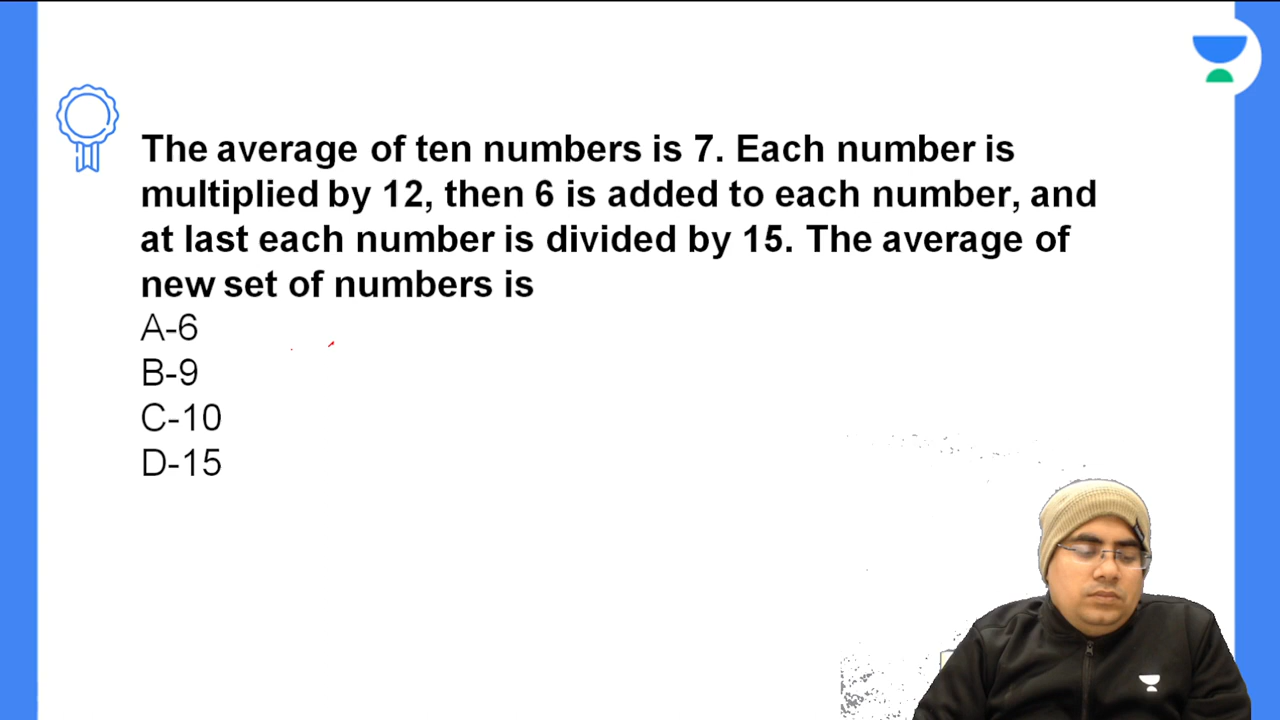 The average of ten numbers is 7. Each number is
multiplied by 12, then 6 is added to each number, and
at last each number is divided by 15. The average of
new set of numbers is
A-6
B-9
C-10
D-15